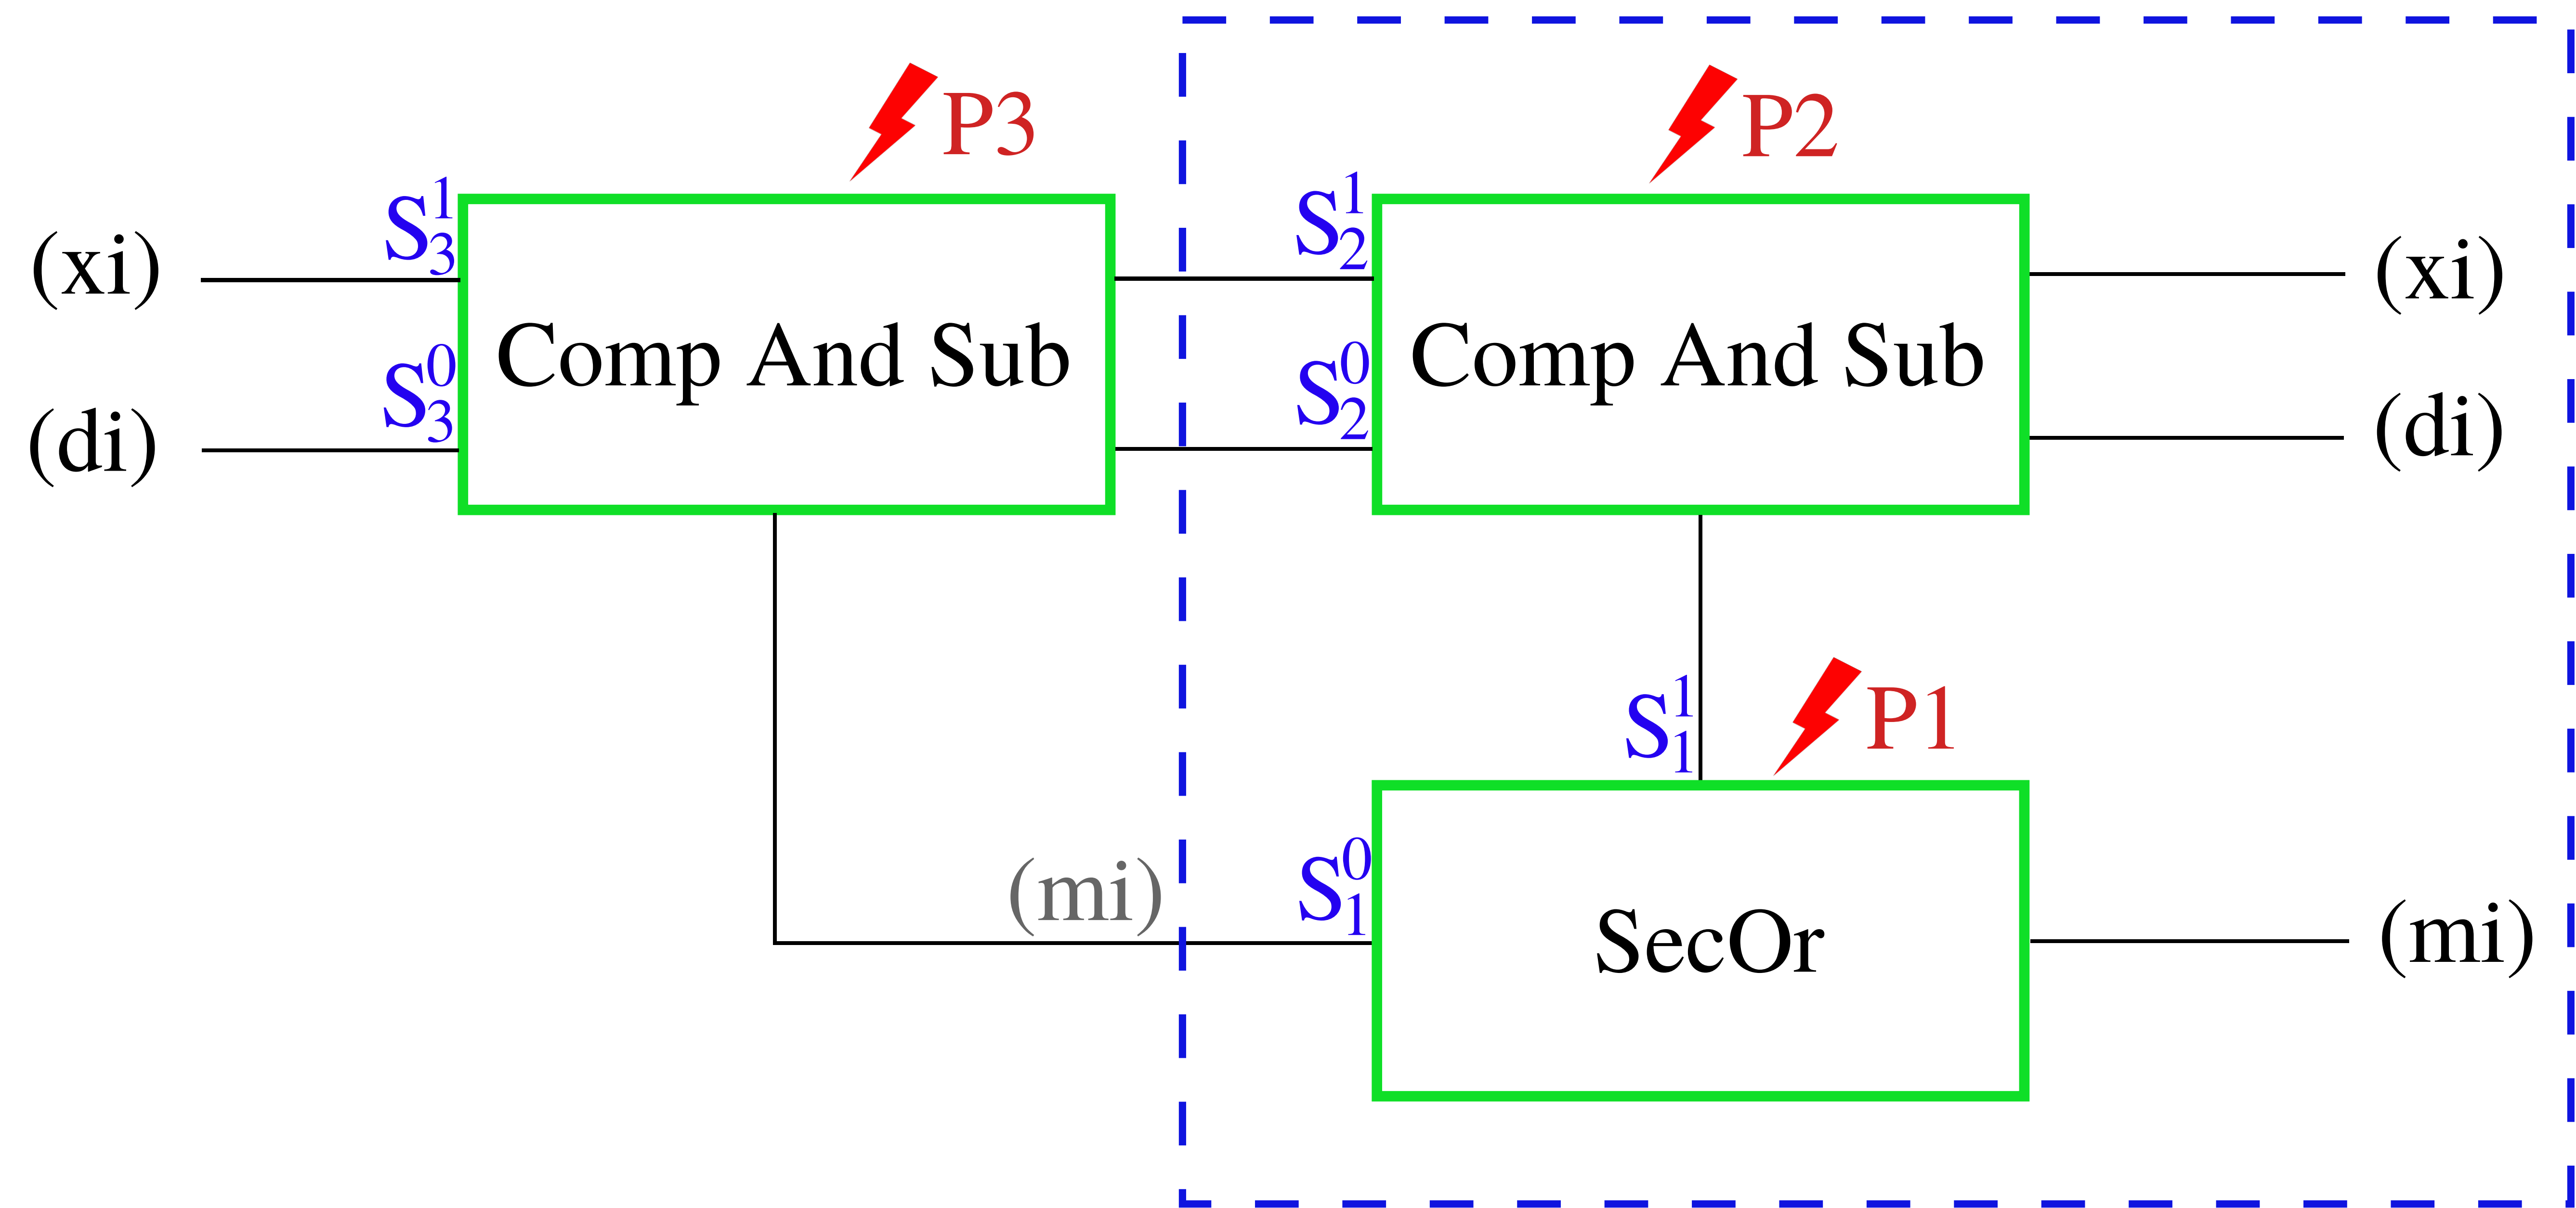 P3
P2
(xi)
S_3^1
S_2^1
(xi)
Comp And Sub
Comp And Sub
(di)
S_3^0
S_2^0
(di)
S_1^1
P1
(mi)
S_1^0
SecOr
(mi)